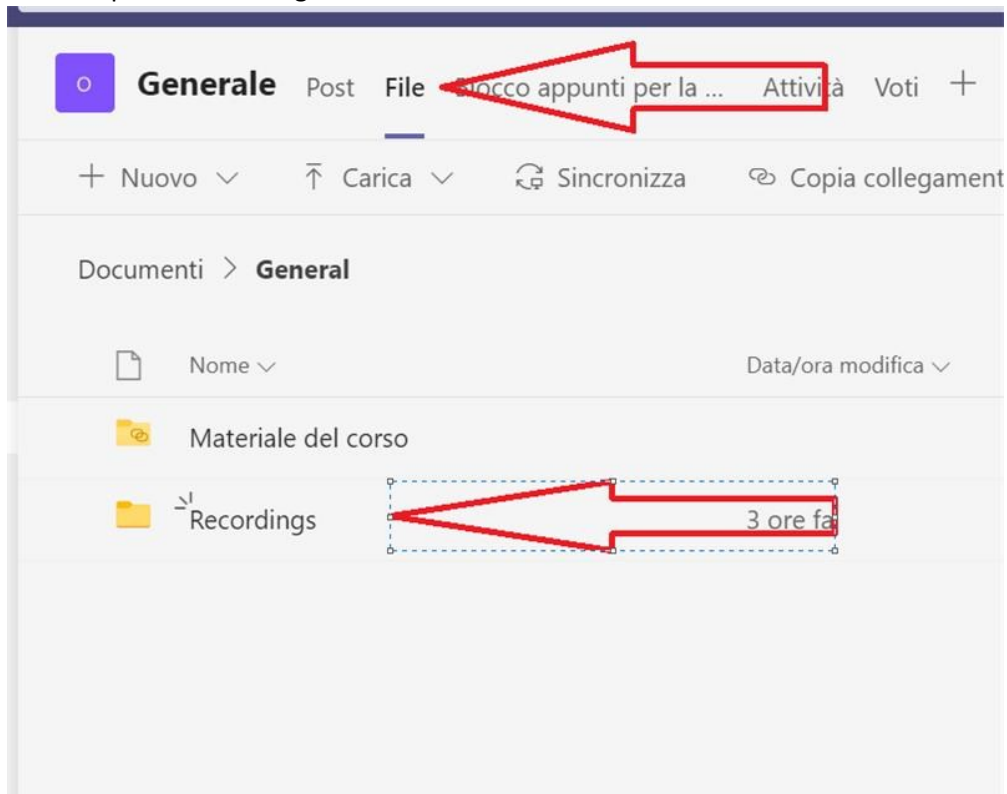 O Generale Post File Blocco appunti per la ... Attività Voti +
+ Nuovo Carica Sincronizza Copia collegament
Documenti > General
Nome Data/ora modifica
Materiale del corso
Recordings 3 ore fa